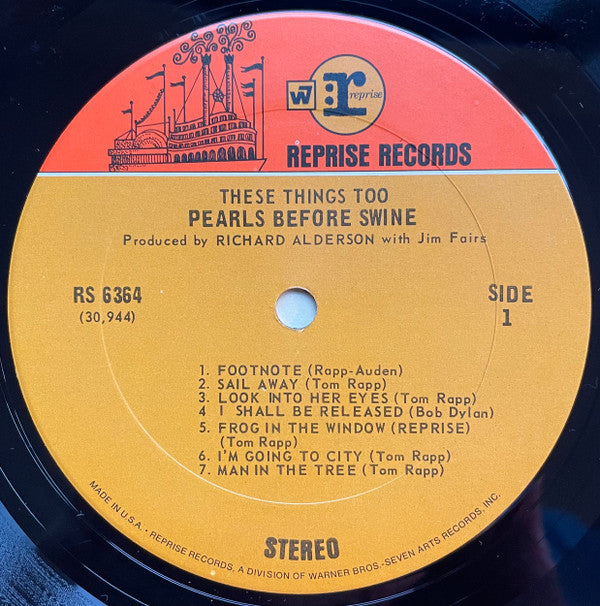 W7
r
reprise
REPRISE RECORDS
THESE THINGS TOO
PEARLS BEFORE SWINE
Produced by RICHARD ALDERSON with Jim Fairs
RS 6364
(30,944)
SIDE
1
1. FOOTNOTE (Rapp-Auden)
2. SAIL AWAY (Tom Rapp)
3. LOOK INTO HER EYES (Tom Rapp)
4 I SHALL BE RELEASED (Bob Dylan)
5. FROG IN THE WINDOW (REPRISE)
(Tom Rapp)
6. I'M GOING TO CITY (Tom Rapp)
7. MAN IN THE TREE (Tom Rapp)
STEREO
MADE IN U.S.A. • REPRISE RECORDS, A DIVISION OF WARNER BROS.-SEVEN ARTS RECORDS, INC.